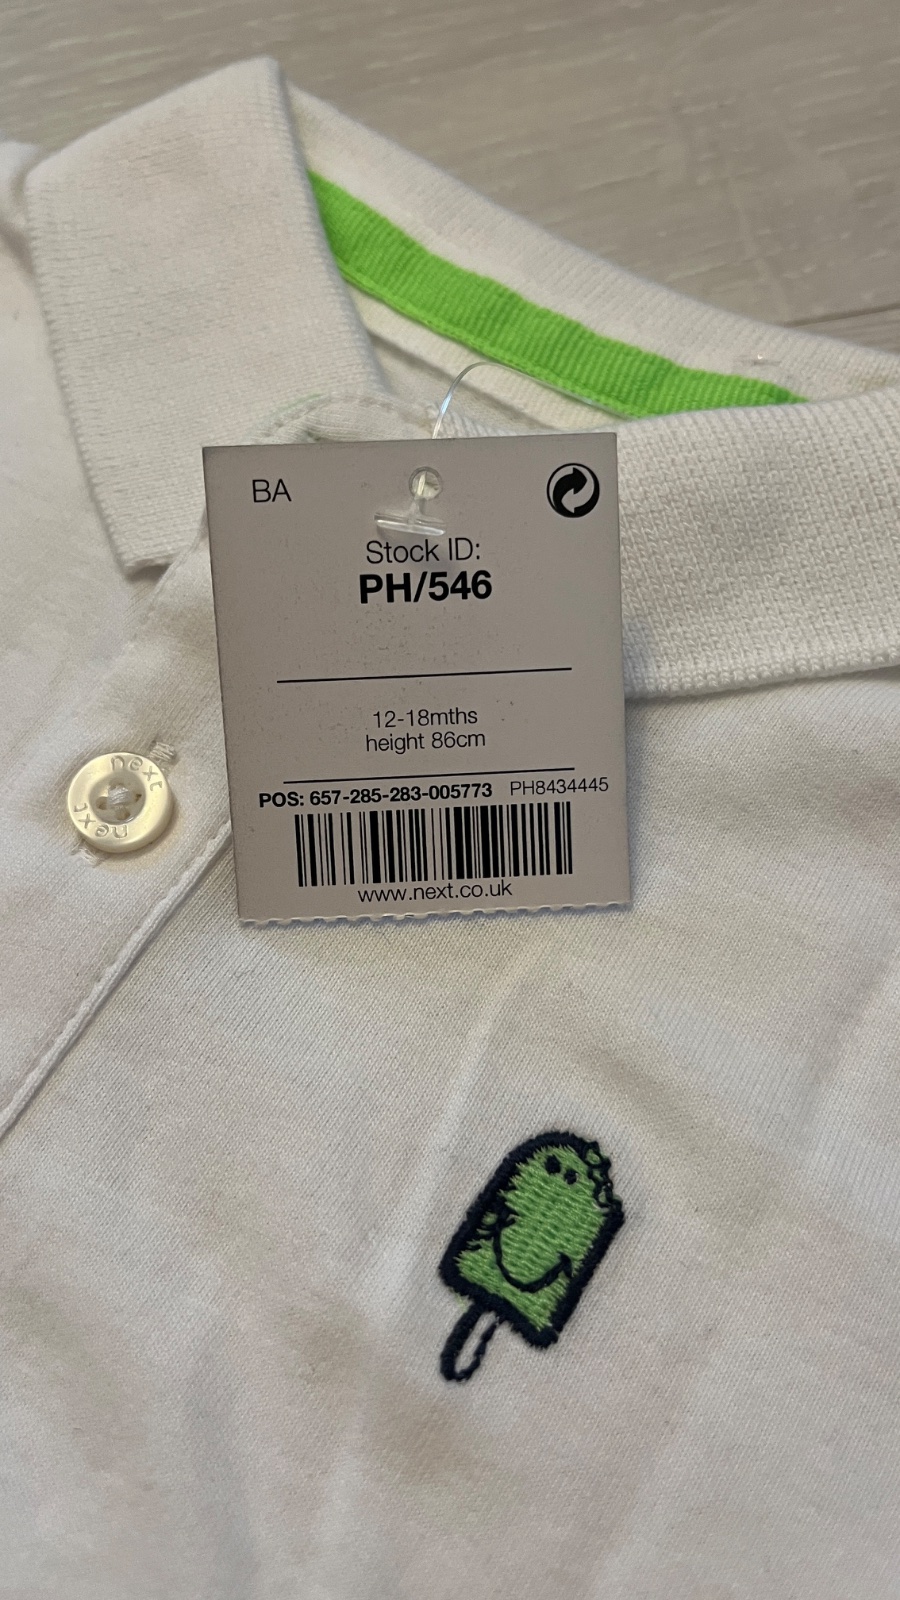 BA
Stock ID:
PH/546
12-18mths
height 86cm
POS: 657-285-283-005773 PH8434445
www.next.co.uk
next
next